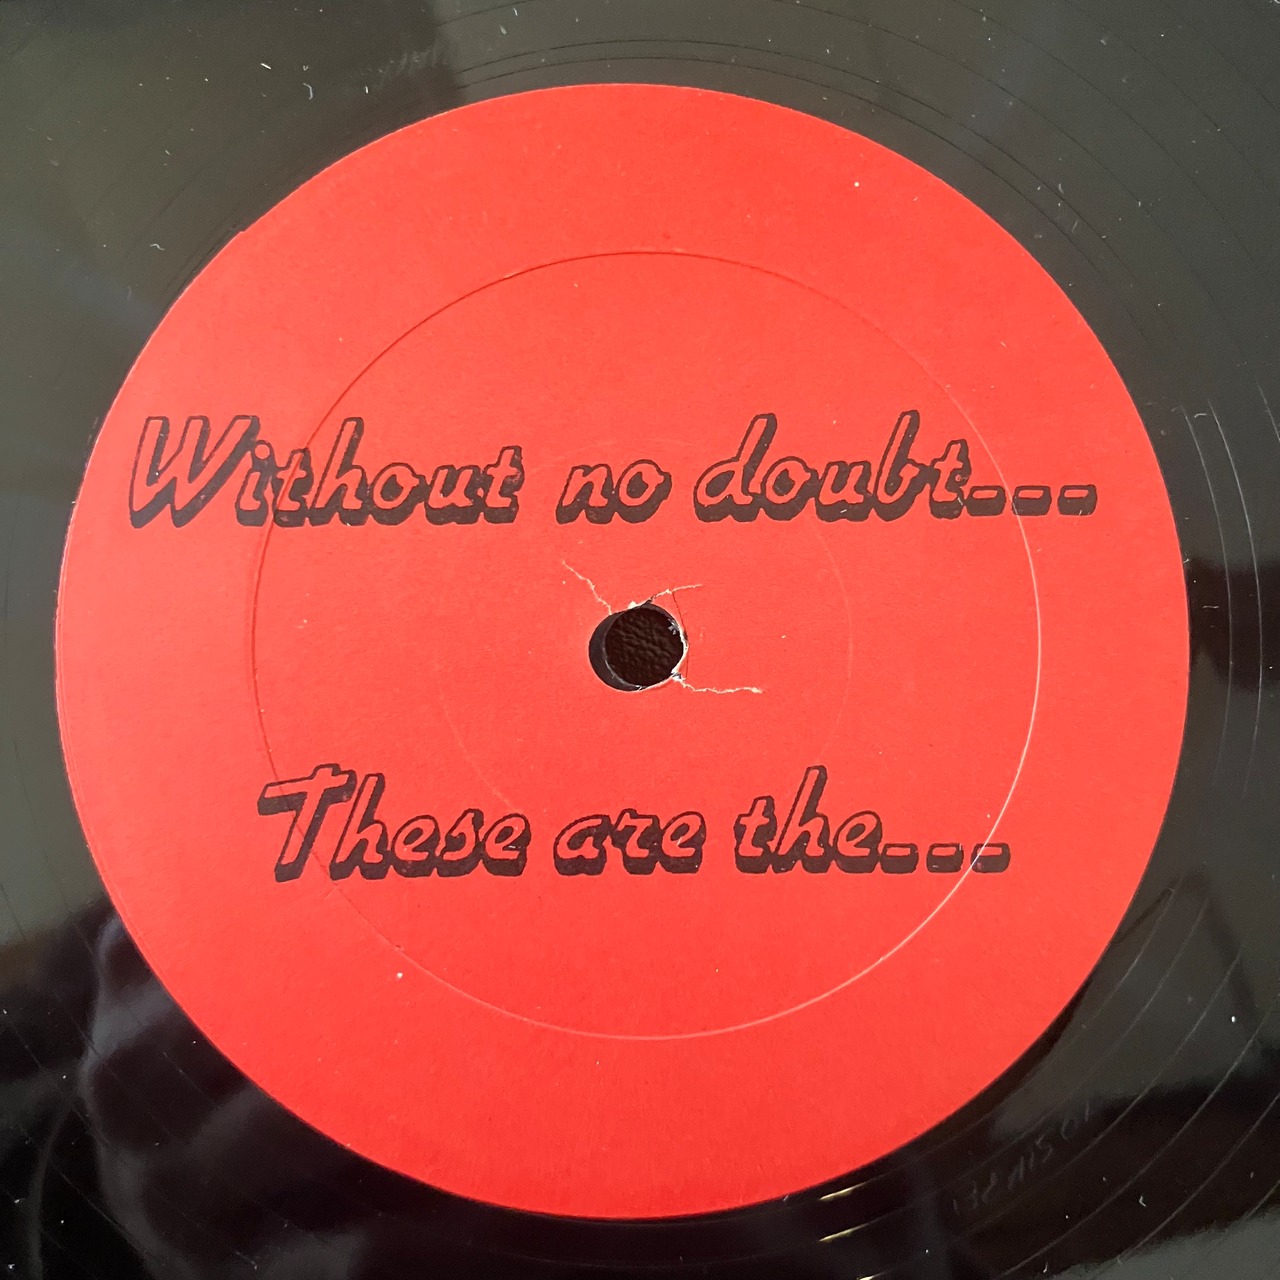 Without no doubt...
These are the...